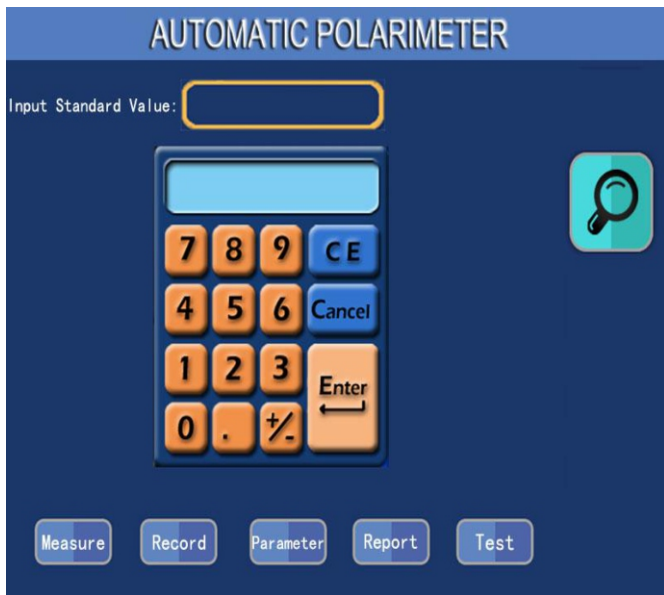 AUTOMATIC POLARIMETER
Input Standard Value:
7 8 9 CE
4 5 6 Cancel
1 2 3 Enter
0 . +/-
Measure Record Parameter Report Test